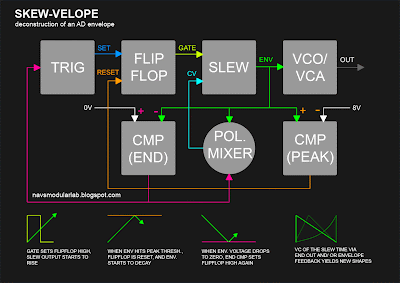 SKEW-VELOPE
deconstruction of an AD envelope
SET
GATE
ENV
TRIG
FLIP
FLOP
SLEW
VCO/
VCA
OUT
RESET
CV
0V
+
-
-
+
+
-
8V
CMP
(END)
POL.
MIXER
CMP
(PEAK)
navsmodularlab.blogspot.com
GATE SETS FLIPFLOP HIGH,
SLEW OUTPUT STARTS TO
RISE
WHEN ENV HITS PEAK THRESH.,
FLIPFLOP IS RESET, AND ENV.
STARTS TO DECAY
WHEN ENV. VOLTAGE DROPS
TO ZERO, END CMP SETS
FLIPFLOP HIGH AGAIN
VC OF THE SLEW TIME VIA
END OUT AND/OR ENVELOPE
FEEDBACK YIELDS NEW SHAPES